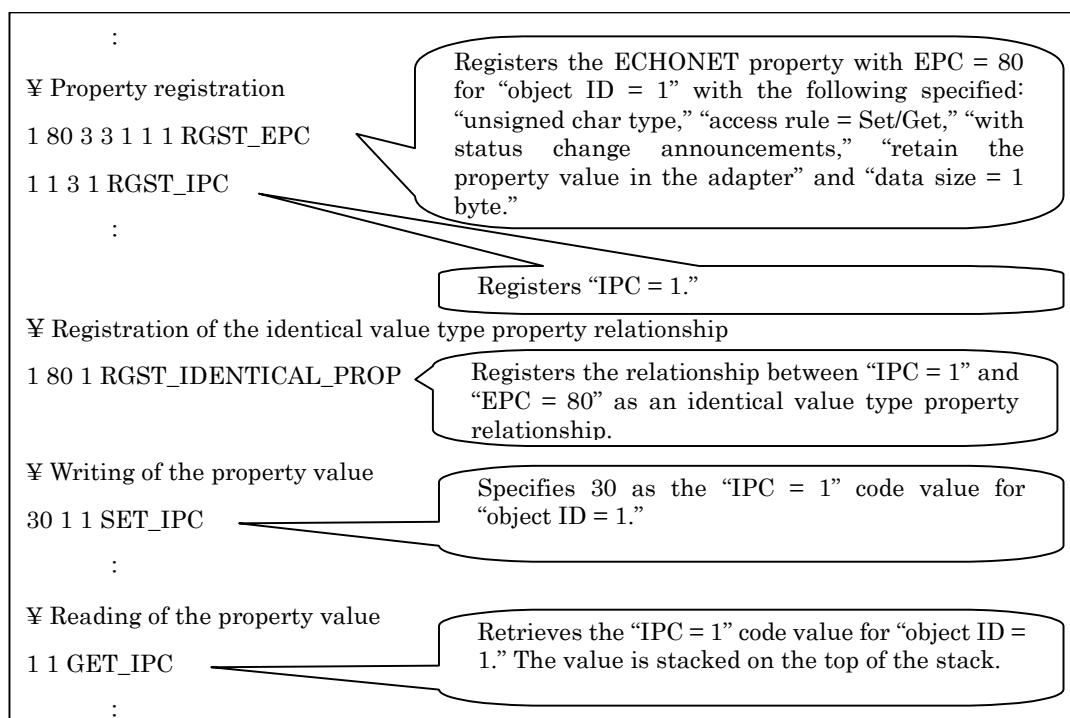 :
¥ Property registration
1 80 3 3 1 1 1 RGST_EPC
1 1 3 1 RGST_IPC
:
Registers the ECHONET property with EPC = 80
for “object ID = 1” with the following specified:
“unsigned char type,” “access rule = Set/Get,” “with
status change announcements,” “retain the
property value in the adapter” and “data size = 1
byte.”
Registers “IPC = 1.”
¥ Registration of the identical value type property relationship
1 80 1 RGST_IDENTICAL_PROP
Registers the relationship between “IPC = 1” and
“EPC = 80” as an identical value type property
relationship.
¥ Writing of the property value
30 1 1 SET_IPC
:
Specifies 30 as the “IPC = 1” code value for
“object ID = 1.”
¥ Reading of the property value
1 1 GET_IPC
:
Retrieves the “IPC = 1” code value for “object ID =
1.” The value is stacked on the top of the stack.